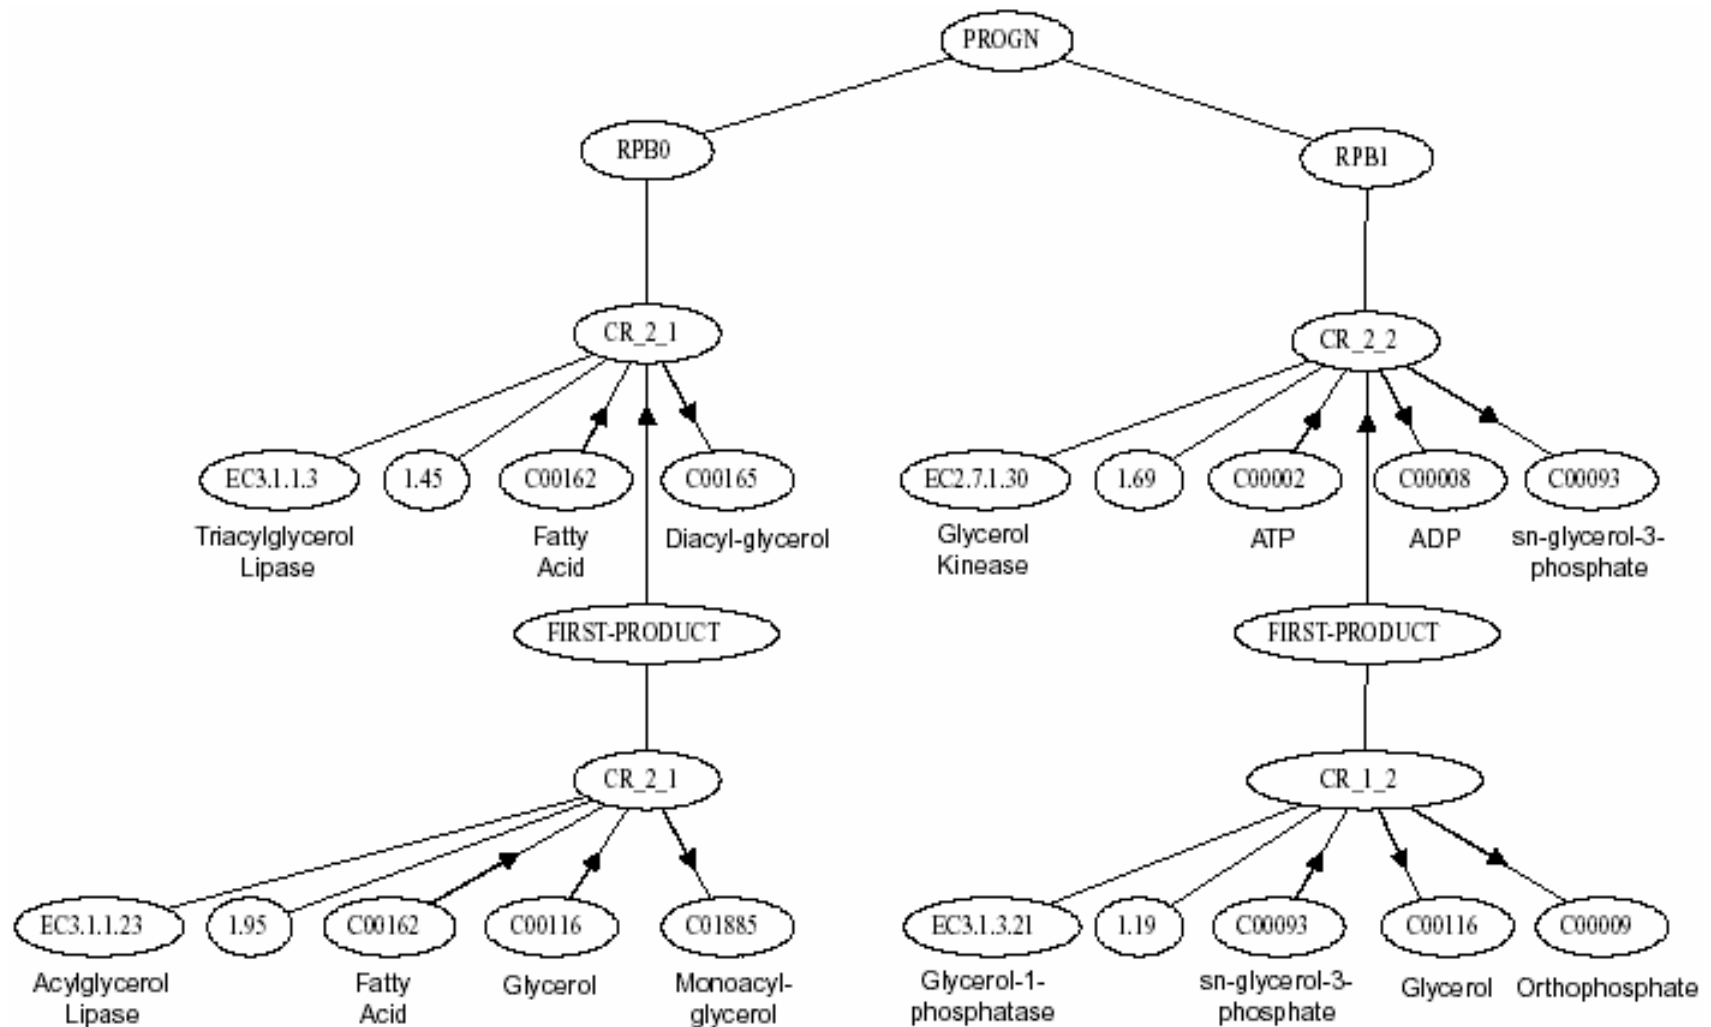 PROGN
RPB0
RPB1
CR_2_1
CR_2_2
EC3.1.1.3
1.45
C00162
C00165
EC2.7.1.30
1.69
C00002
C00008
C00093
Triacylglycerol
Lipase
Fatty
Acid
Diacyl-glycerol
Glycerol
Kinease
ATP
ADP
sn-glycerol-3-
phosphate
FIRST-PRODUCT
FIRST-PRODUCT
CR_2_1
CR_1_2
EC3.1.1.23
1.95
C00162
C00116
C01885
EC3.1.3.21
1.19
C00093
C00116
C00009
Acylglycerol
Lipase
Fatty
Acid
Glycerol
Monoacyl-
glycerol
Glycerol-1-
phosphatase
sn-glycerol-3-
phosphate
Glycerol
Orthophosphate